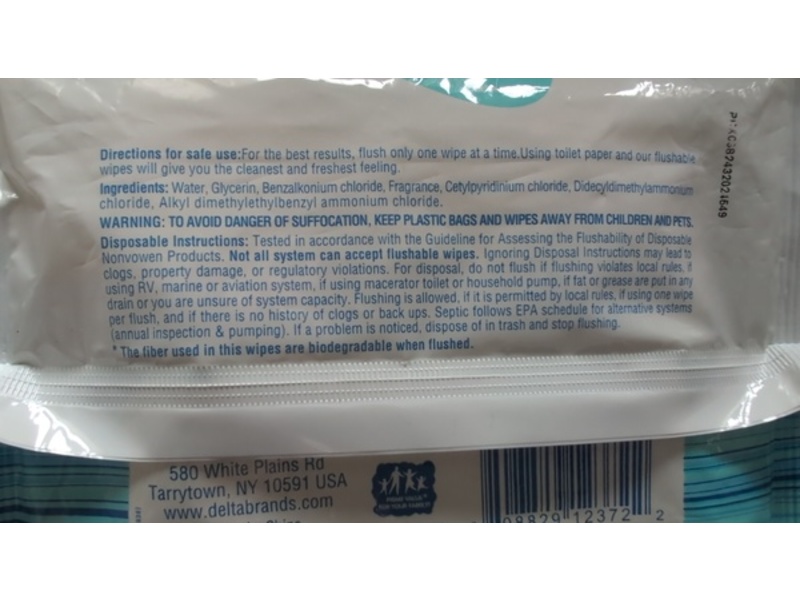 Directions for safe use:For the best results, flush only one wipe at a time.Using toilet paper and our flushable
wipes will give you the cleanest and freshest feeling.
Ingredients: Water, Glycerin, Benzalkonium chloride, Fragrance, Cetylpyridinium chloride, Didecyldimethylammonium
chloride, Alkyl dimethylethylbenzyl ammonium chloride.
WARNING: TO AVOID DANGER OF SUFFOCATION, KEEP PLASTIC BAGS AND WIPES AWAY FROM CHILDREN AND PETS.
Disposable Instructions: Tested in accordance with the Guideline for Assessing the Flushability of Disposable
Nonvowen Products. Not all system can accept flushable wipes. Ignoring Disposal Instructions may lead to
clogs, property damage, or regulatory violations. For disposal, do not flush if flushing violates local rules, if
using RV, marine or aviation system, if using macerator toilet or household pump, if fat or grease are put in any
drain or you are unsure of system capacity. Flushing is allowed, if it is permitted by local rules, if using one wipe
per flush, and if there is no history of clogs or back ups. Septic follows EPA schedule for alternative systems
(annual inspection & pumping). If a problem is noticed, dispose of in trash and stop flushing.
* The fiber used in this wipes are biodegradable when flushed.
580 White Plains Rd
Tarrytown, NY 10591 USA
www.deltabrands.com
PRIME VALUE™
FOR YOUR FAMILY!
08829 12372 2